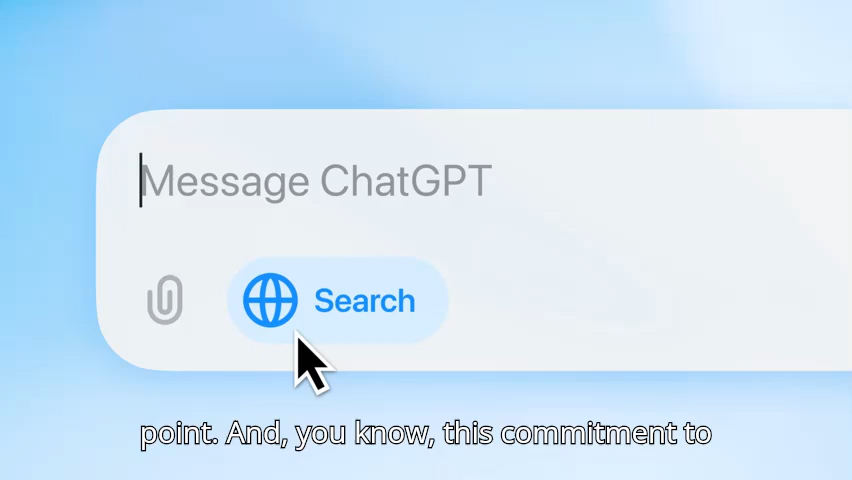 Message ChatGPT
Search
point. And, you know, this commitment to